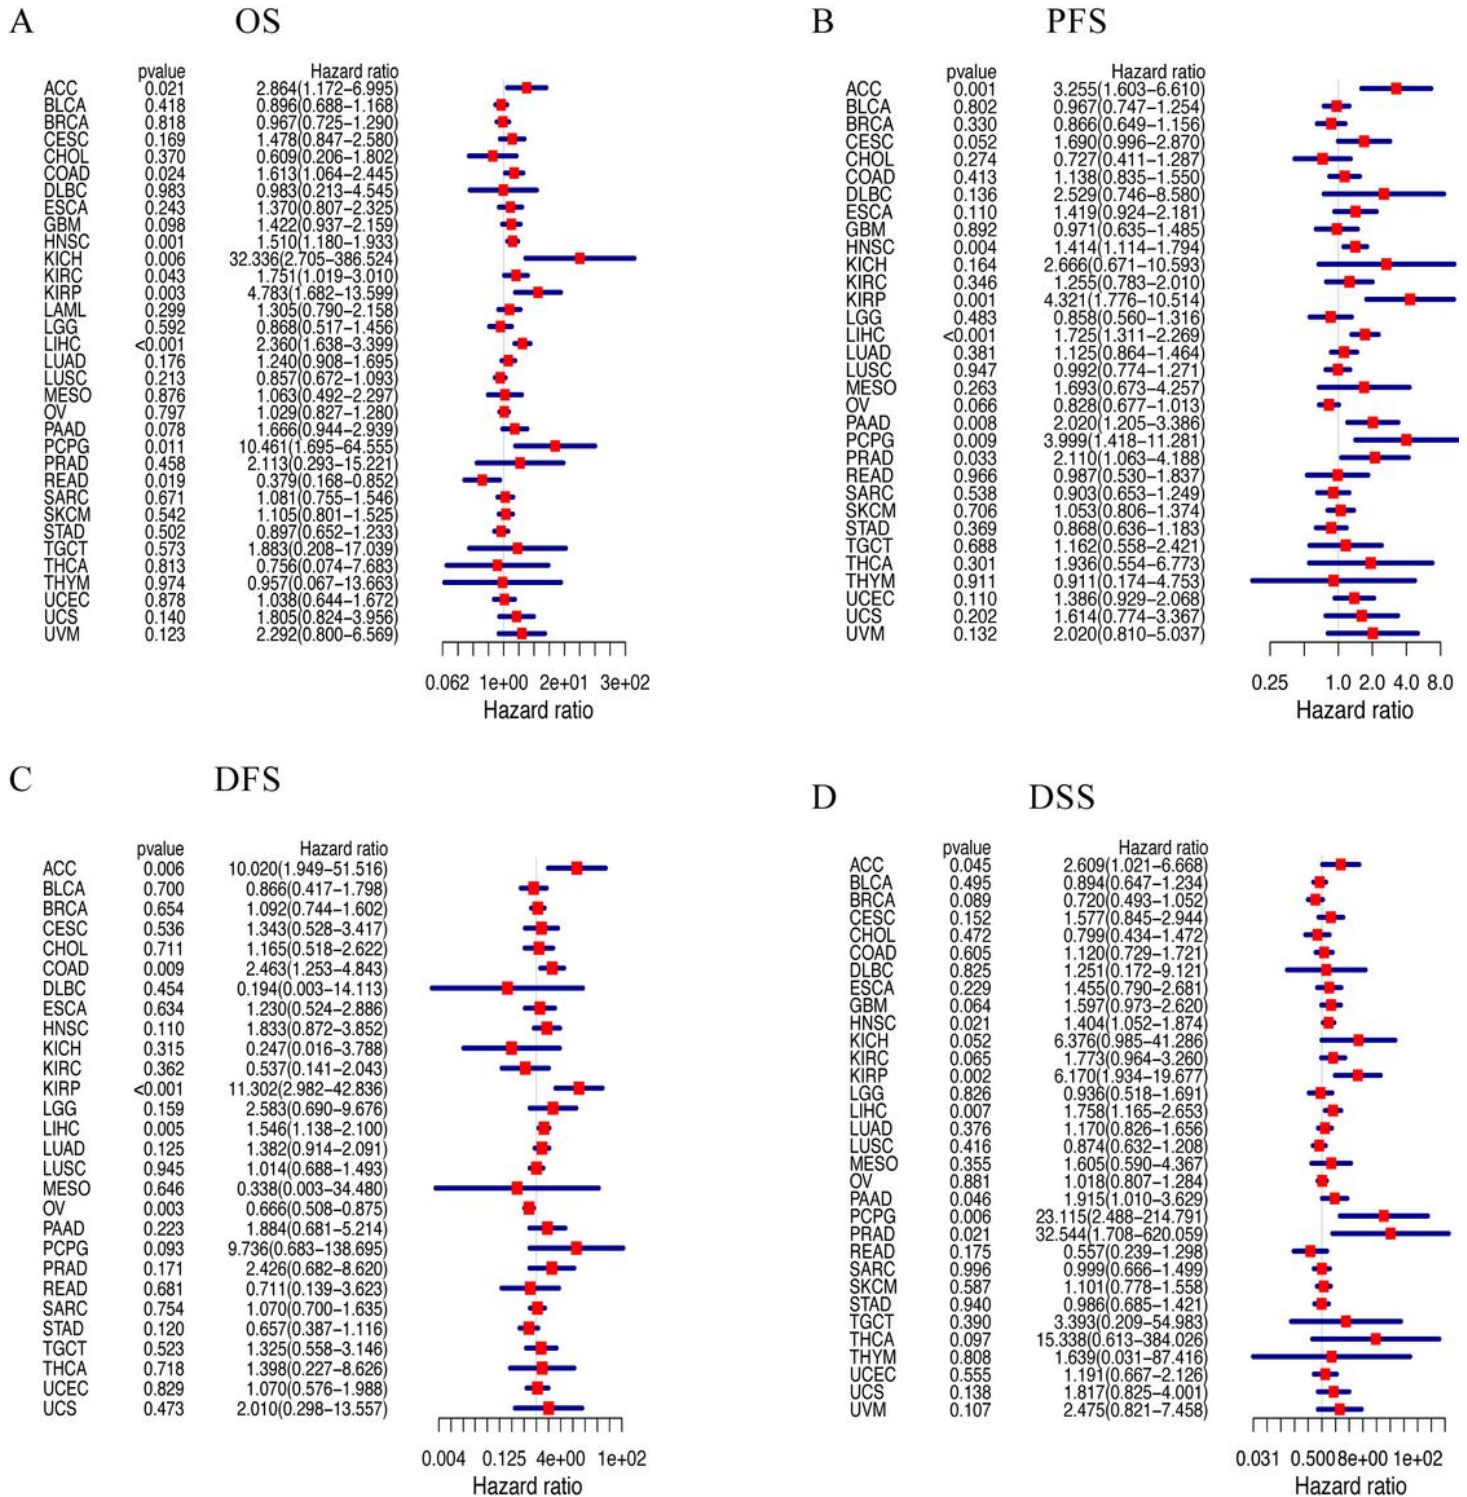 A OS
pvalue Hazard ratio
ACC 0.021 2.864(1.172−6.995)
BLCA 0.418 0.896(0.688−1.168)
BRCA 0.818 0.967(0.725−1.290)
CESC 0.169 1.478(0.847−2.580)
CHOL 0.370 0.609(0.206−1.802)
COAD 0.024 1.613(1.064−2.445)
DLBC 0.983 0.983(0.213−4.545)
ESCA 0.243 1.370(0.807−2.325)
GBM 0.098 1.422(0.937−2.159)
HNSC 0.001 1.510(1.180−1.933)
KICH 0.006 32.336(2.705−386.524)
KIRC 0.043 1.751(1.019−3.010)
KIRP 0.003 4.783(1.682−13.599)
LAML 0.299 1.305(0.790−2.158)
LGG 0.592 0.868(0.517−1.456)
LIHC <0.001 2.360(1.638−3.399)
LUAD 0.176 1.240(0.908−1.695)
LUSC 0.213 0.857(0.672−1.093)
MESO 0.876 1.063(0.492−2.297)
OV 0.797 1.029(0.827−1.280)
PAAD 0.078 1.666(0.944−2.939)
PCPG 0.011 10.461(1.695−64.555)
PRAD 0.458 2.113(0.293−15.221)
READ 0.019 0.379(0.168−0.852)
SARC 0.671 1.081(0.755−1.546)
SKCM 0.542 1.105(0.801−1.525)
STAD 0.502 0.897(0.652−1.233)
TGCT 0.573 1.883(0.208−17.039)
THCA 0.813 0.756(0.074−7.683)
THYM 0.974 0.957(0.067−13.663)
UCEC 0.878 1.038(0.644−1.672)
UCS 0.140 1.805(0.824−3.956)
UVM 0.123 2.292(0.800−6.569)
0.062 1e+00 2e+01 3e+02
Hazard ratio
B PFS
pvalue Hazard ratio
ACC 0.001 3.255(1.603−6.610)
BLCA 0.802 0.967(0.747−1.254)
BRCA 0.330 0.866(0.649−1.156)
CESC 0.052 1.690(0.996−2.870)
CHOL 0.274 0.727(0.411−1.287)
COAD 0.413 1.138(0.835−1.550)
DLBC 0.136 2.529(0.746−8.580)
ESCA 0.110 1.419(0.924−2.181)
GBM 0.892 0.971(0.635−1.485)
HNSC 0.004 1.414(1.114−1.794)
KICH 0.164 2.666(0.671−10.593)
KIRC 0.346 1.255(0.783−2.010)
KIRP 0.001 4.321(1.776−10.514)
LGG 0.483 0.858(0.560−1.316)
LIHC <0.001 1.725(1.311−2.269)
LUAD 0.381 1.125(0.864−1.464)
LUSC 0.947 0.992(0.774−1.271)
MESO 0.263 1.693(0.673−4.257)
OV 0.066 0.828(0.677−1.013)
PAAD 0.008 2.020(1.205−3.386)
PCPG 0.009 3.999(1.418−11.281)
PRAD 0.033 2.110(1.063−4.188)
READ 0.966 0.987(0.530−1.837)
SARC 0.538 0.903(0.653−1.249)
SKCM 0.706 1.053(0.806−1.374)
STAD 0.369 0.868(0.636−1.183)
TGCT 0.688 1.162(0.558−2.421)
THCA 0.301 1.936(0.554−6.773)
THYM 0.911 0.911(0.174−4.753)
UCEC 0.110 1.386(0.929−2.068)
UCS 0.202 1.614(0.774−3.367)
UVM 0.132 2.020(0.810−5.037)
0.25 1.0 2.0 4.0 8.0
Hazard ratio
C DFS
pvalue Hazard ratio
ACC 0.006 10.020(1.949−51.516)
BLCA 0.700 0.866(0.417−1.798)
BRCA 0.654 1.092(0.744−1.602)
CESC 0.536 1.343(0.528−3.417)
CHOL 0.711 1.165(0.518−2.622)
COAD 0.009 2.463(1.253−4.843)
DLBC 0.454 0.194(0.003−14.113)
ESCA 0.634 1.230(0.524−2.886)
HNSC 0.110 1.833(0.872−3.852)
KICH 0.315 0.247(0.016−3.788)
KIRC 0.362 0.537(0.141−2.043)
KIRP <0.001 11.302(2.982−42.836)
LGG 0.159 2.583(0.690−9.676)
LIHC 0.005 1.546(1.138−2.100)
LUAD 0.125 1.382(0.914−2.091)
LUSC 0.945 1.014(0.688−1.493)
MESO 0.646 0.338(0.003−34.480)
OV 0.003 0.666(0.508−0.875)
PAAD 0.223 1.884(0.681−5.214)
PCPG 0.093 9.736(0.683−138.695)
PRAD 0.171 2.426(0.682−8.620)
READ 0.681 0.711(0.139−3.623)
SARC 0.754 1.070(0.700−1.635)
STAD 0.120 0.657(0.387−1.116)
TGCT 0.523 1.325(0.558−3.146)
THCA 0.718 1.398(0.227−8.626)
UCEC 0.829 1.070(0.576−1.988)
UCS 0.473 2.010(0.298−13.557)
0.004 0.125 4e+00 1e+02
Hazard ratio
D DSS
pvalue Hazard ratio
ACC 0.045 2.609(1.021−6.668)
BLCA 0.495 0.894(0.647−1.234)
BRCA 0.089 0.720(0.493−1.052)
CESC 0.152 1.577(0.845−2.944)
CHOL 0.472 0.799(0.434−1.472)
COAD 0.605 1.120(0.729−1.721)
DLBC 0.825 1.251(0.172−9.121)
ESCA 0.229 1.455(0.790−2.681)
GBM 0.064 1.597(0.973−2.620)
HNSC 0.021 1.404(1.052−1.874)
KICH 0.052 6.376(0.985−41.286)
KIRC 0.065 1.773(0.964−3.260)
KIRP 0.002 6.170(1.934−19.677)
LGG 0.826 0.936(0.518−1.691)
LIHC 0.007 1.758(1.165−2.653)
LUAD 0.376 1.170(0.826−1.656)
LUSC 0.416 0.874(0.632−1.208)
MESO 0.355 1.605(0.590−4.367)
OV 0.881 1.018(0.807−1.284)
PAAD 0.046 1.915(1.010−3.629)
PCPG 0.006 23.115(2.488−214.791)
PRAD 0.021 32.544(1.708−620.059)
READ 0.175 0.557(0.239−1.298)
SARC 0.996 0.999(0.666−1.499)
SKCM 0.587 1.101(0.778−1.558)
STAD 0.940 0.986(0.685−1.421)
TGCT 0.390 3.393(0.209−54.983)
THCA 0.097 15.338(0.613−384.026)
THYM 0.808 1.639(0.031−87.416)
UCEC 0.555 1.191(0.667−2.126)
UCS 0.138 1.817(0.825−4.001)
UVM 0.107 2.475(0.821−7.458)
0.031 0.500 8e+00 1e+02
Hazard ratio